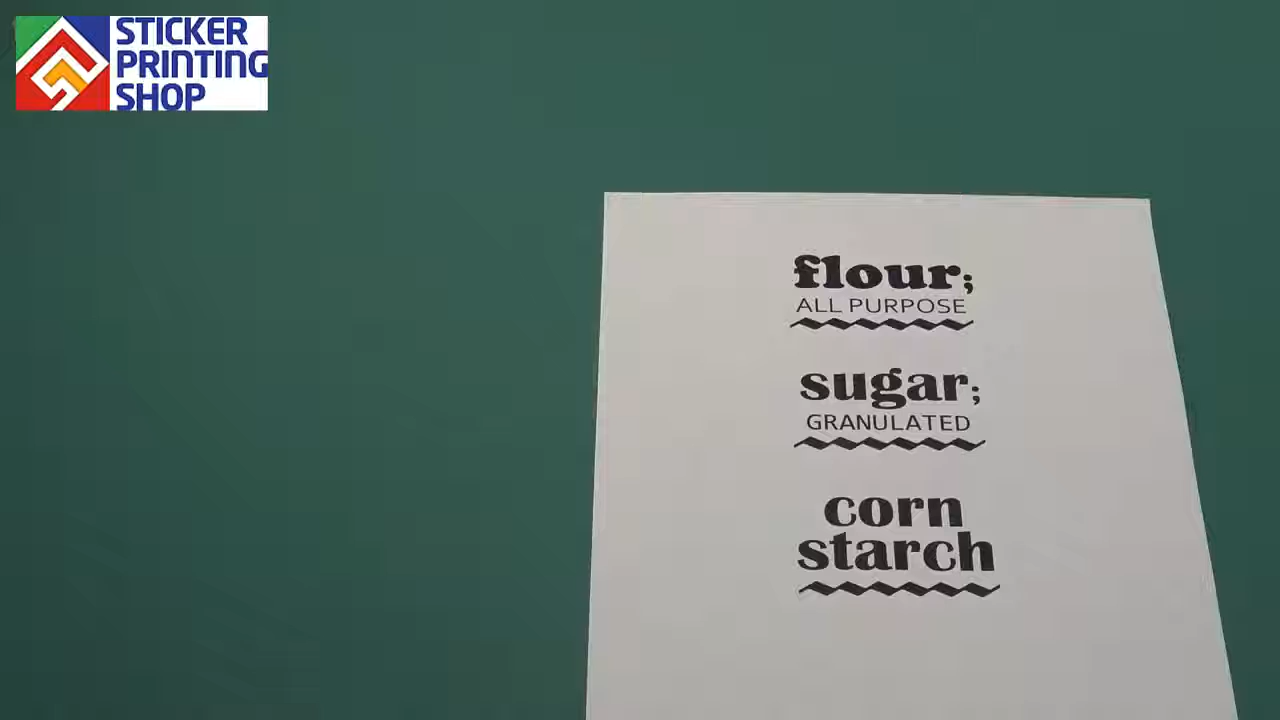 STICKER
PRINTING
SHOP
flour;
ALL PURPOSE
sugar;
GRANULATED
corn
starch